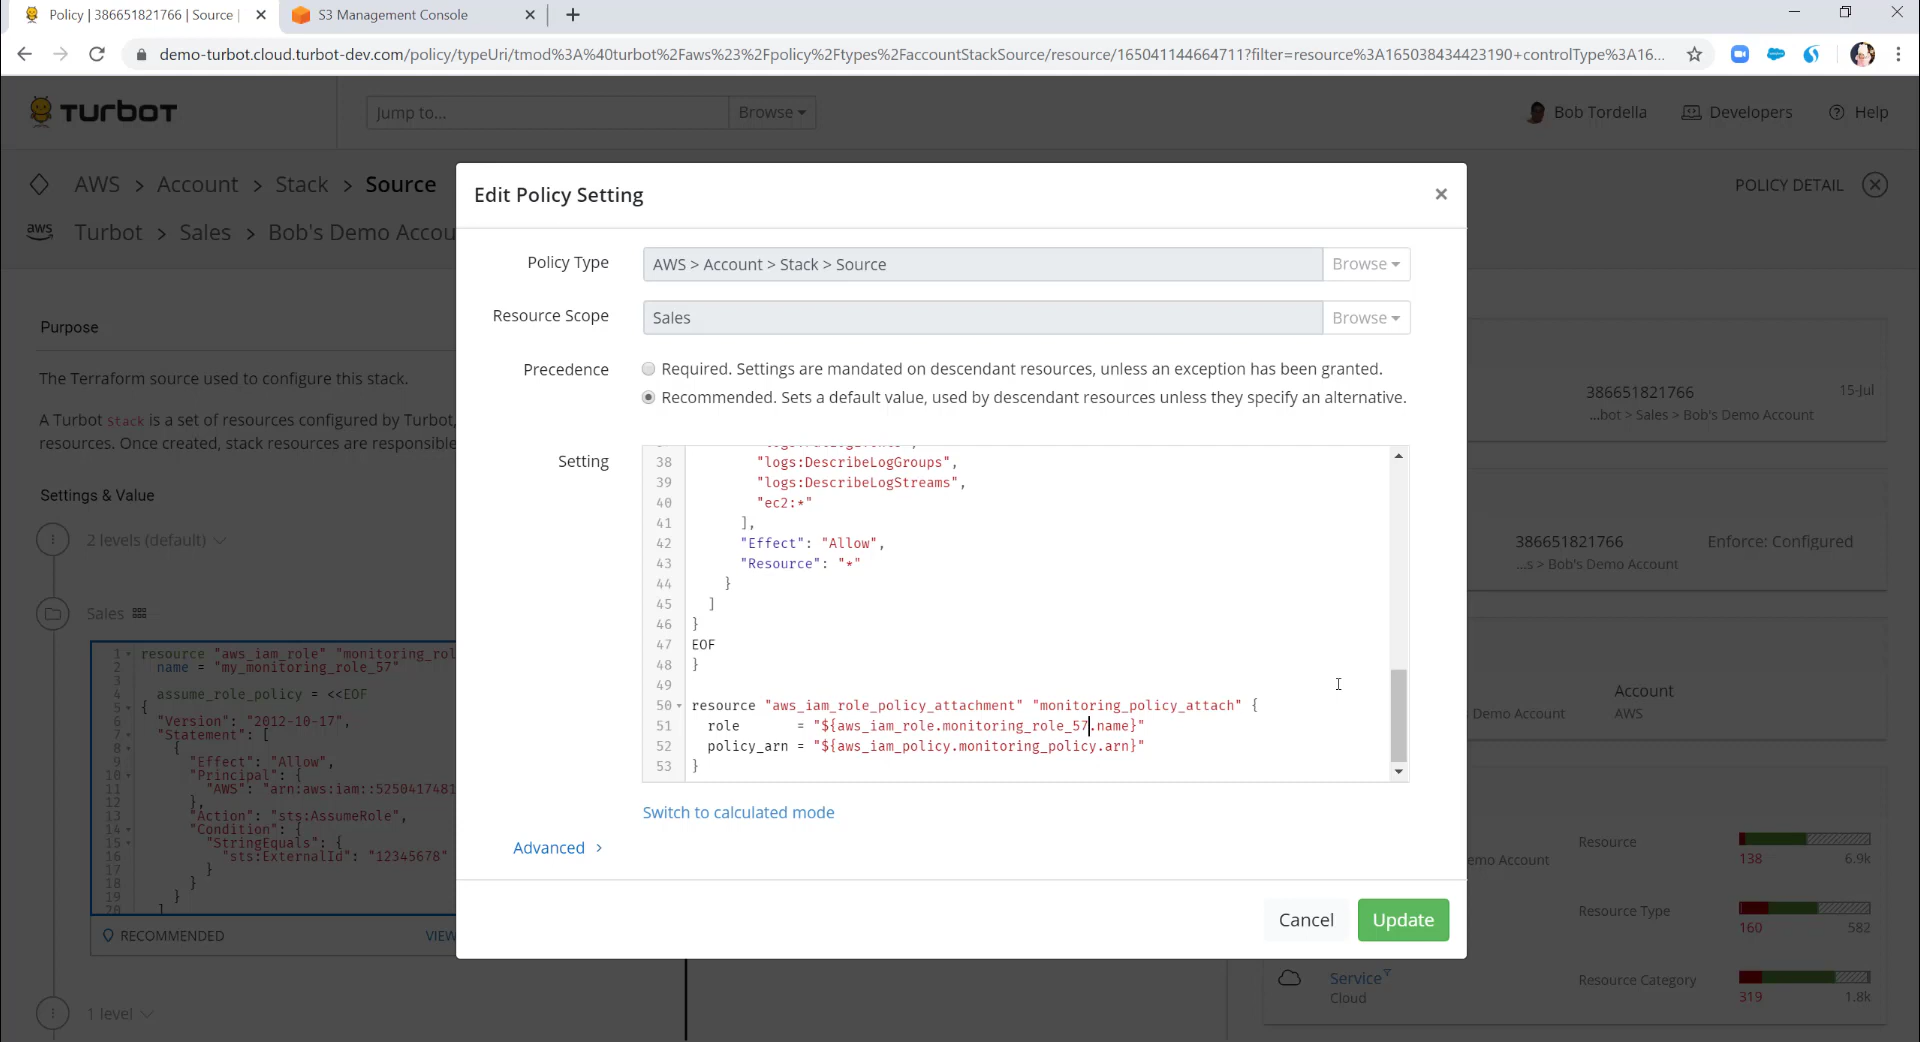 Policy | 386651821766 | Source |
S3 Management Console
demo-turbot.cloud.turbot-dev.com/policy/typeUri/tmod%3A%40turbot%2Faws%23%2Fpolicy%2Ftypes%2FaccountStackSource/resource/165041144664711?filter=resource%3A165038434423190+controlType%3A16...
TURBOT
Jump to...
Browse
Bob Tordella
Developers
Help
AWS > Account > Stack > Source
POLICY DETAIL
aws
Turbot > Sales > Bob's Demo Accou
Purpose
The Terraform source used to configure this stack.
A Turbot Stack is a set of resources configured by Turbot,
resources. Once created, stack resources are responsible
Settings & Value
2 levels (default)
Sales
1 resource "aws_iam_role" "monitoring_rol
2 name = "my_monitoring_role_57"
3
4 assume_role_policy = <<EOF
5 {
6 "Version": "2012-10-17",
7 "Statement": [
8 {
9 "Effect": "Allow",
10 "Principal": {
11 "AWS": "arn:aws:iam::5250417481
12 },
13 "Action": "sts:AssumeRole",
14 "Condition": {
15 "StringEquals": {
16 "sts:ExternalId": "12345678"
17 }
18 }
19 }
20 ]
RECOMMENDED
VIEW
1 level
Edit Policy Setting
Policy Type
AWS > Account > Stack > Source
Browse
Resource Scope
Sales
Browse
Precedence
Required. Settings are mandated on descendant resources, unless an exception has been granted.
Recommended. Sets a default value, used by descendant resources unless they specify an alternative.
Setting
38 "logs:DescribeLogGroups",
39 "logs:DescribeLogStreams",
40 "ec2:*"
41 ],
42 "Effect": "Allow",
43 "Resource": "*"
44 }
45 ]
46 }
47 EOF
48 }
49
50 resource "aws_iam_role_policy_attachment" "monitoring_policy_attach" {
51 role = "${aws_iam_role.monitoring_role_57.name}"
52 policy_arn = "${aws_iam_policy.monitoring_policy.arn}"
53 }
Switch to calculated mode
Advanced
Cancel
Update
386651821766
15-Jul
...bot > Sales > Bob's Demo Account
386651821766
Enforce: Configured
...s > Bob's Demo Account
Account
Demo Account
AWS
Resource
emo Account
138
6.9k
Resource Type
160
582
Service
Cloud
Resource Category
319
1.8k